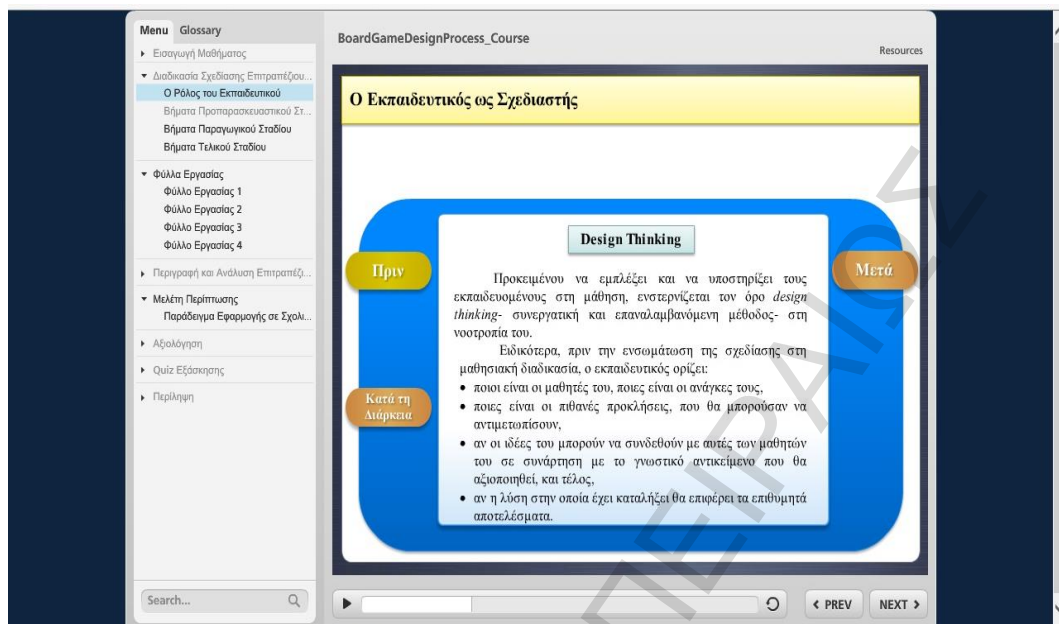 Menu Glossary
Εισαγωγή Μαθήματος
Διαδικασία Σχεδίασης Επιτραπέζιου...
Ο Ρόλος του Εκπαιδευτικού
Βήματα Προπαρασκευαστικού Στ...
Βήματα Παραγωγικού Σταδίου
Βήματα Τελικού Σταδίου
Φύλλα Εργασίας
Φύλλο Εργασίας 1
Φύλλο Εργασίας 2
Φύλλο Εργασίας 3
Φύλλο Εργασίας 4
Περιγραφή και Ανάλυση Επιτραπέζι...
Μελέτη Περίπτωσης
Παράδειγμα Εφαρμογής σε Σχολι...
Αξιολόγηση
Quiz Εξάσκησης
Περίληψη
Search...
BoardGameDesignProcess_Course
Resources
Ο Εκπαιδευτικός ως Σχεδιαστής
Πριν
Κατά τη
Διάρκεια
Μετά
Design Thinking
Προκειμένου να εμπλέξει και να υποστηρίξει τους
εκπαιδευομένους στη μάθηση, ενστερνίζεται τον όρο design
thinking- συνεργατική και επαναλαμβανόμενη μέθοδος- στη
νοοτροπία του.
Ειδικότερα, πριν την ενσωμάτωση της σχεδίασης στη
μαθησιακή διαδικασία, ο εκπαιδευτικός ορίζει:
• ποιοι είναι οι μαθητές του, ποιες είναι οι ανάγκες τους,
• ποιες είναι οι πιθανές προκλήσεις, που θα μπορούσαν να
αντιμετωπίσουν,
• αν οι ιδέες του μπορούν να συνδεθούν με αυτές των μαθητών
του σε συνάρτηση με το γνωστικό αντικείμενο που θα
αξιοποιηθεί, και τέλος,
• αν η λύση στην οποία έχει καταλήξει θα επιφέρει τα επιθυμητά
αποτελέσματα.
PREV NEXT
ΠΕΙΡΑΙΩΣ